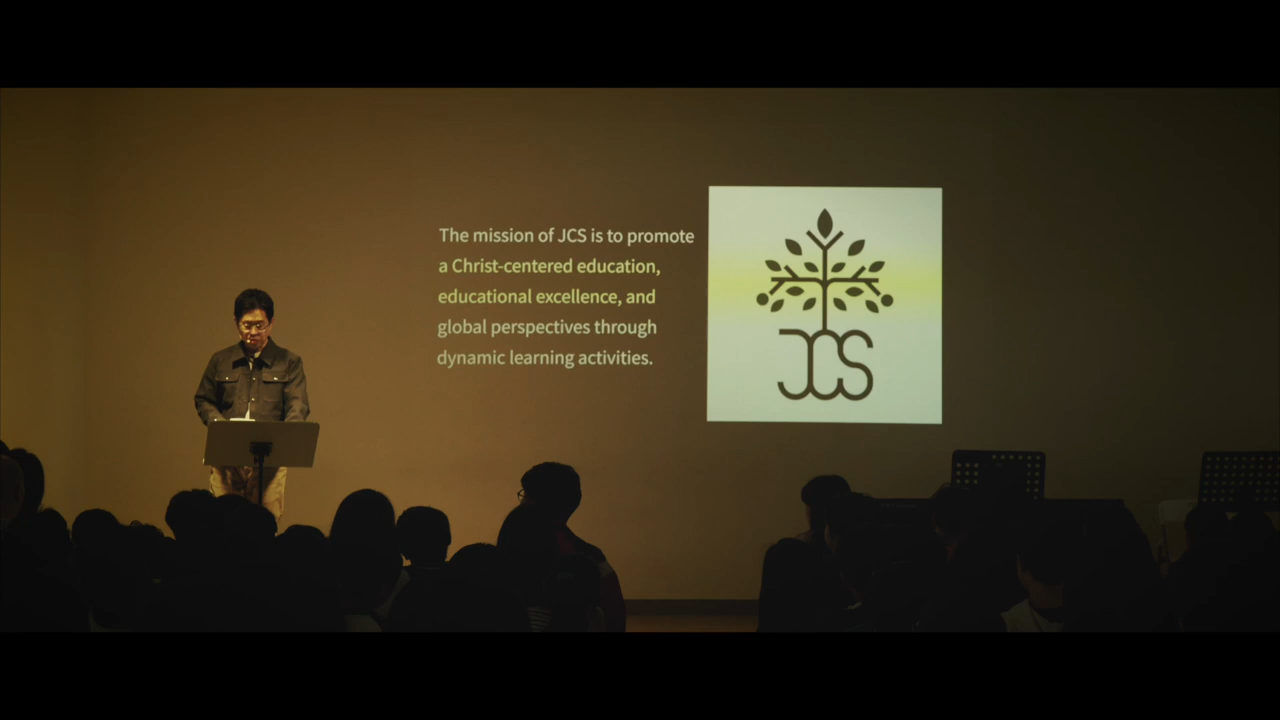 The mission of JCS is to promote
a Christ-centered education,
educational excellence, and
global perspectives through
dynamic learning activities.
JCS